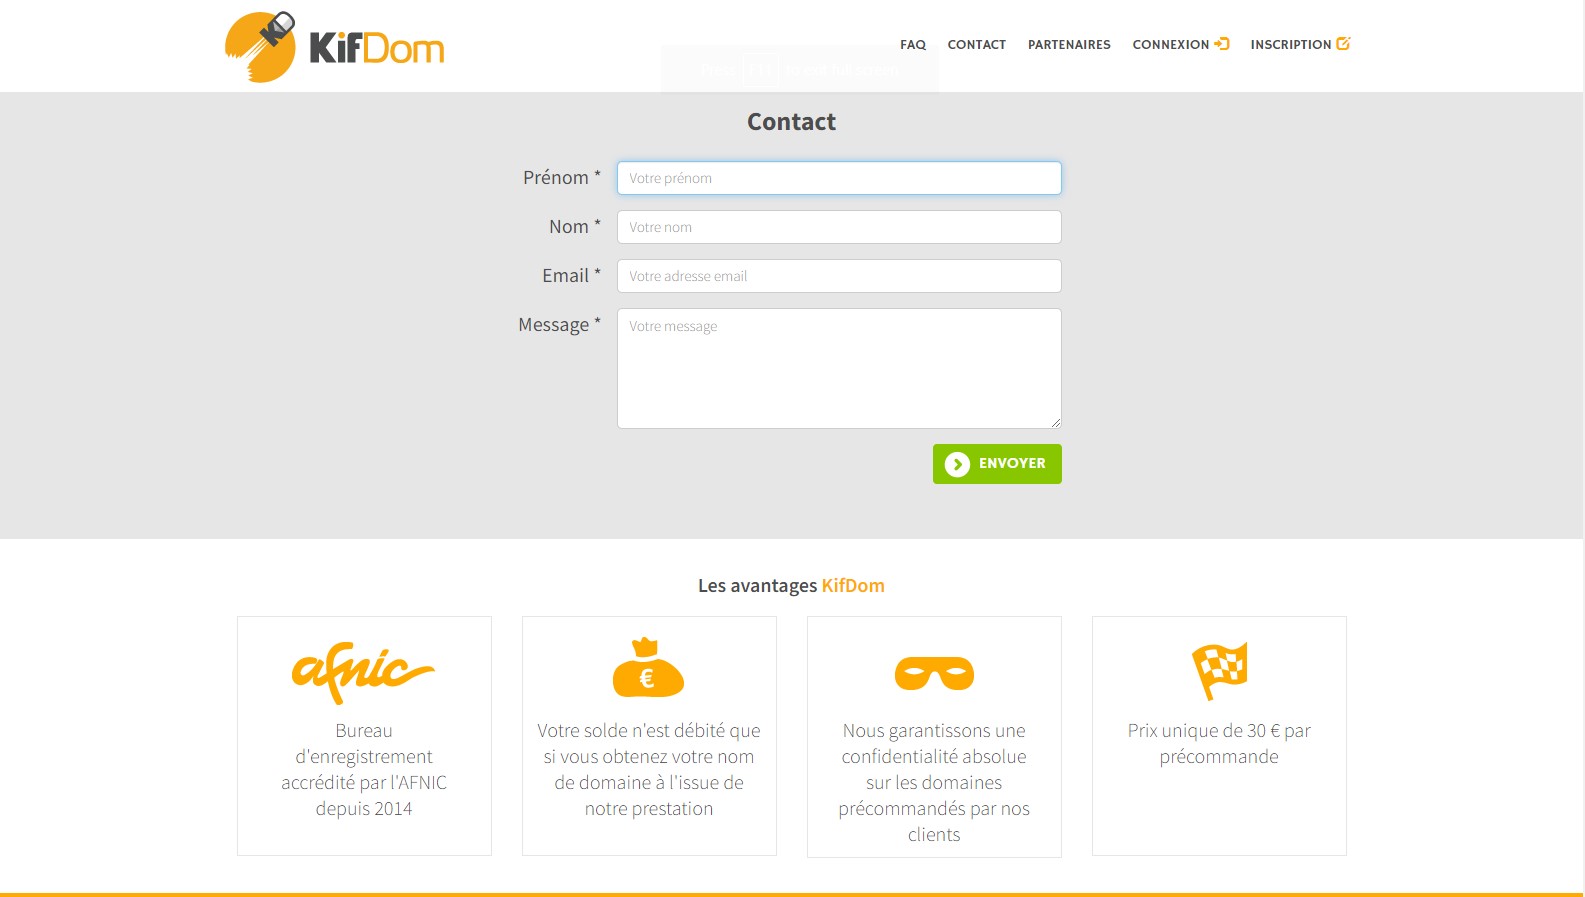 KifDom
FAQ
CONTACT
PARTENAIRES
CONNEXION
INSCRIPTION
Contact
Prénom *
Votre prénom
Nom *
Votre nom
Email *
Votre adresse email
Message *
Votre message
ENVOYER
Les avantages KifDom
afnic
Bureau
d'enregistrement
accrédité par l'AFNIC
depuis 2014
€
Votre solde n'est débité que
si vous obtenez votre nom
de domaine à l'issue de
notre prestation
Nous garantissons une
confidentialité absolue
sur les domaines
précommandés par nos
clients
Prix unique de 30 € par
précommande